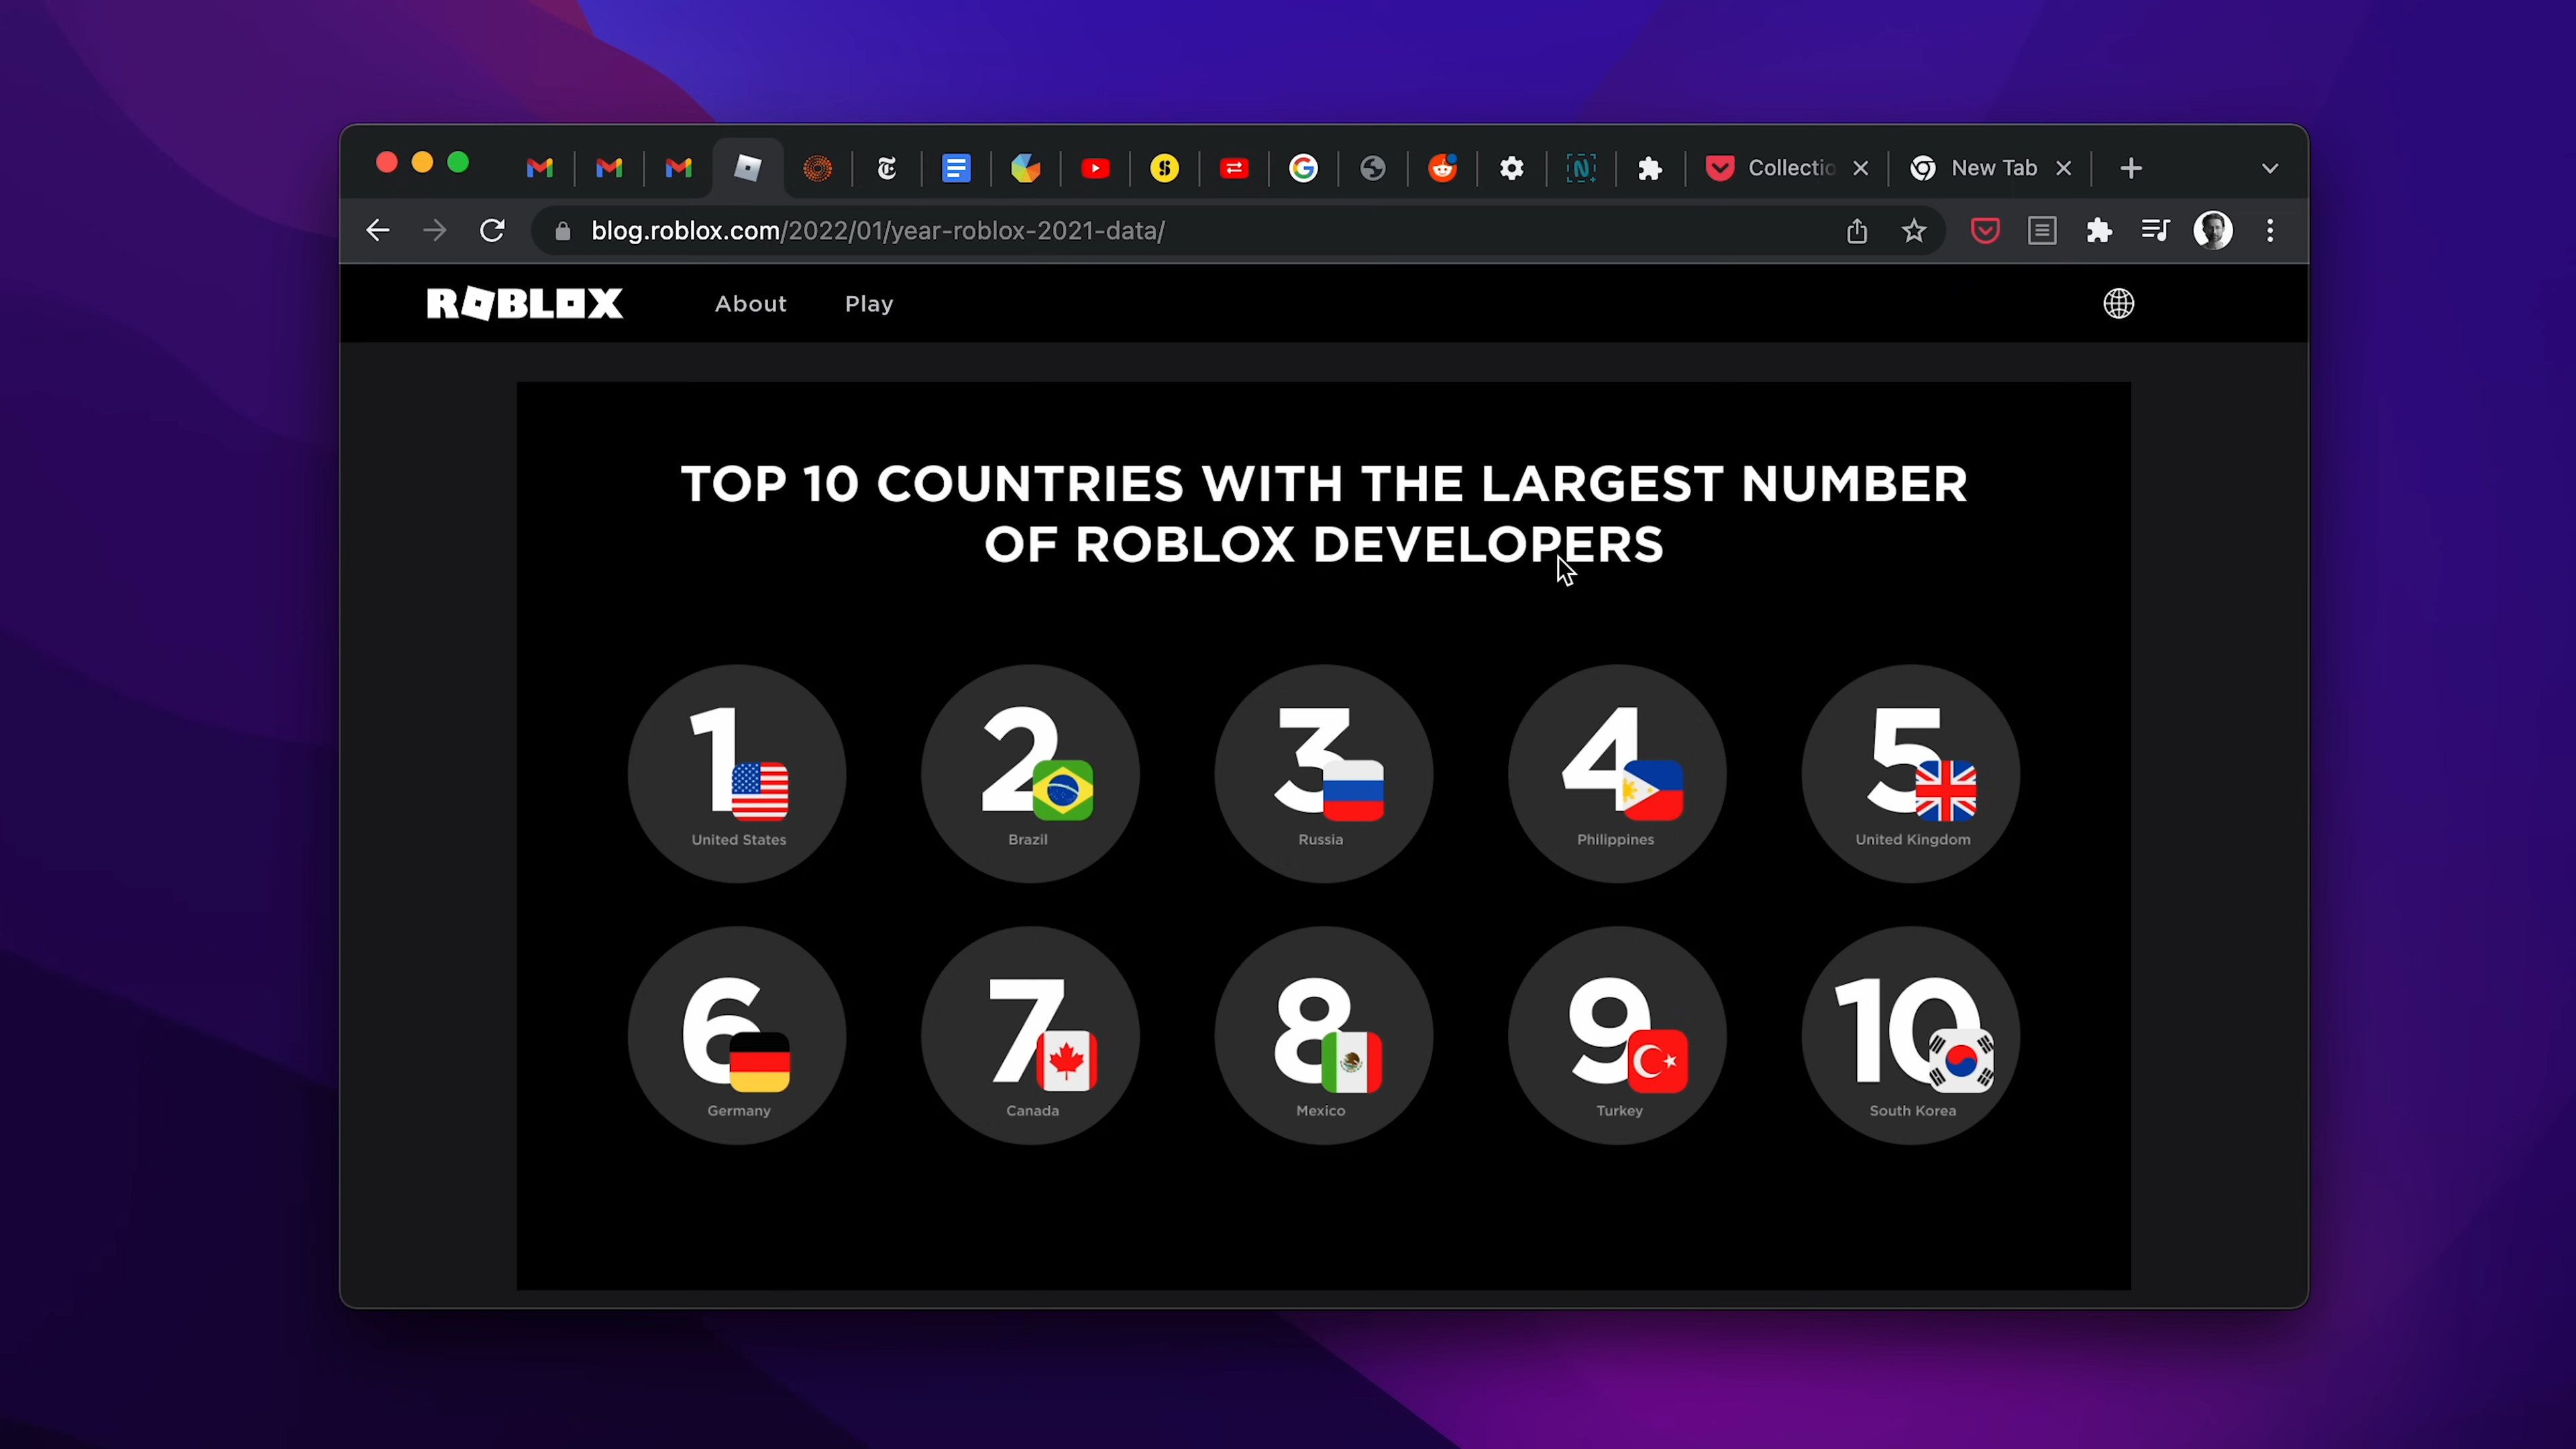 Collectio
New Tab
blog.roblox.com/2022/01/year-roblox-2021-data/
ROBLOX
About
Play
TOP 10 COUNTRIES WITH THE LARGEST NUMBER
OF ROBLOX DEVELOPERS
1
United States
2
Brazil
3
Russia
4
Philippines
5
United Kingdom
6
Germany
7
Canada
8
Mexico
9
Turkey
10
South Korea